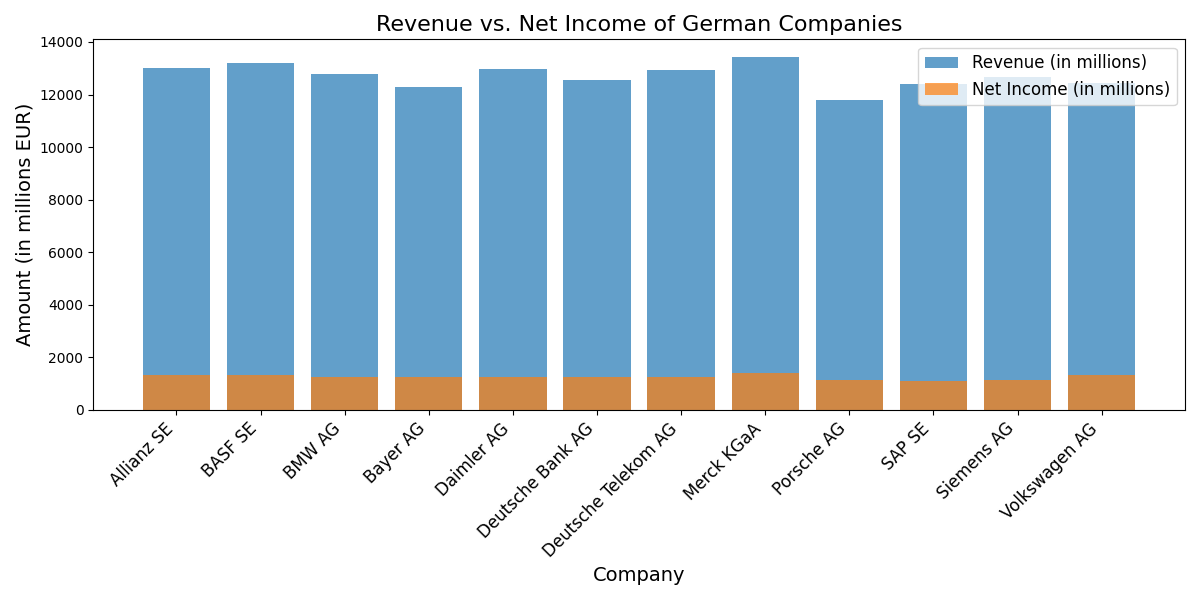 Revenue vs. Net Income of German Companies
Revenue (in millions)
Net Income (in millions)
Amount (in millions EUR)
14000
12000
10000
8000
6000
4000
2000
0
Allianz SE
BASF SE
BMW AG
Bayer AG
Daimler AG
Deutsche Bank AG
Deutsche Telekom AG
Merck KGaA
Porsche AG
SAP SE
Siemens AG
Volkswagen AG
Company